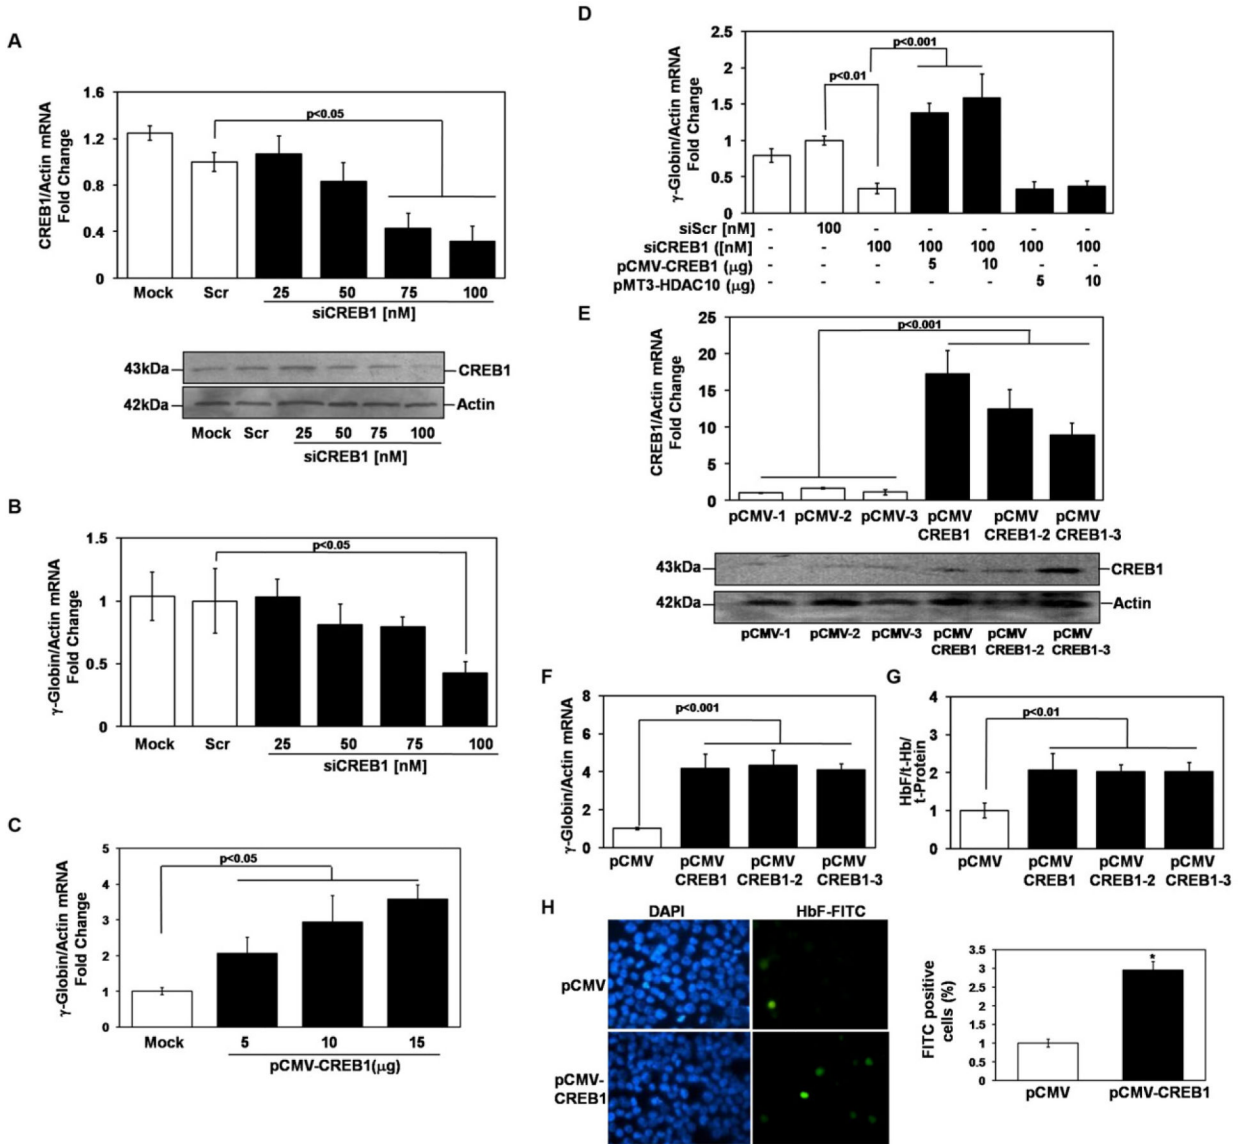 A
CREB1/Actin mRNA
Fold Change
1.6
1.2
0.8
0.4
0
p<0.05
Mock Scr 25 50 75 100
siCREB1 [nM]
43kDa CREB1
42kDa Actin
Mock Scr 25 50 75 100
siCREB1 [nM]
B
γ-Globin/Actin mRNA
Fold Change
1.5
1
0.5
0
p<0.05
Mock Scr 25 50 75 100
siCREB1 [nM]
C
γ-Globin/Actin mRNA
Fold Change
5
4
3
2
1
0
p<0.05
Mock 5 10 15
pCMV-CREB1(μg)
D
γ-Globin/Actin mRNA
Fold Change
2.5
2
1.5
1
0.5
0
p<0.001
p<0.01
siScr [nM] - 100 - - - - -
siCREB1 ([nM] - - 100 100 100 100 100
pCMV-CREB1 (μg) - - - 5 10 - -
pMT3-HDAC10 (μg) - - - - - 5 10
E
CREB1/Actin mRNA
Fold Change
25
20
15
10
5
0
p<0.001
pCMV-1 pCMV-2 pCMV-3 pCMV pCMV pCMV
CREB1 CREB1-2 CREB1-3
43kDa CREB1
42kDa Actin
pCMV-1 pCMV-2 pCMV-3 pCMV pCMV pCMV
CREB1 CREB1-2 CREB1-3
F
γ-Globin/Actin mRNA
8
6
4
2
0
p<0.001
pCMV pCMV pCMV pCMV
CREB1 CREB1-2 CREB1-3
G
HbF/t-Hb/
t-Protein
4
3
2
1
0
p<0.01
pCMV pCMV pCMV pCMV
CREB1 CREB1-2 CREB1-3
H
DAPI HbF-FITC
pCMV
pCMV-
CREB1
FITC positive
cells (%)
3.5
3
2.5
2
1.5
1
0.5
0
*
pCMV pCMV-CREB1